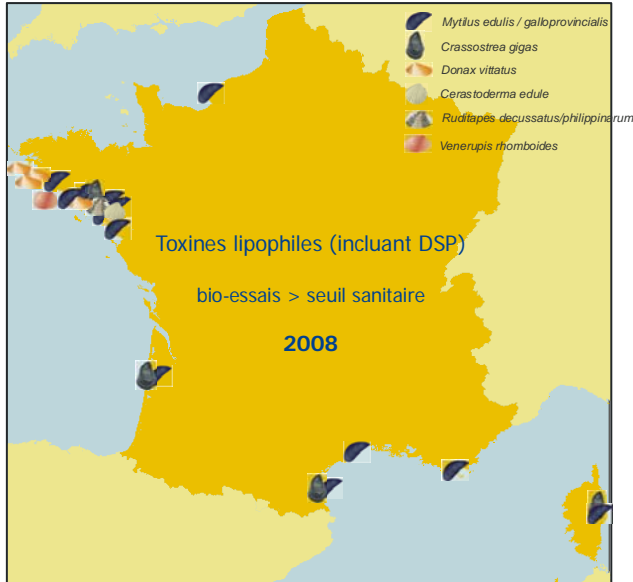 Mytilus edulis / galloprovincialis
Crassostrea gigas
Donax vittatus
Cerastoderma edule
Ruditapes decussatus/philippinarum
Venerupis rhomboides
Toxines lipophiles (incluant DSP)
bio-essais > seuil sanitaire
2008